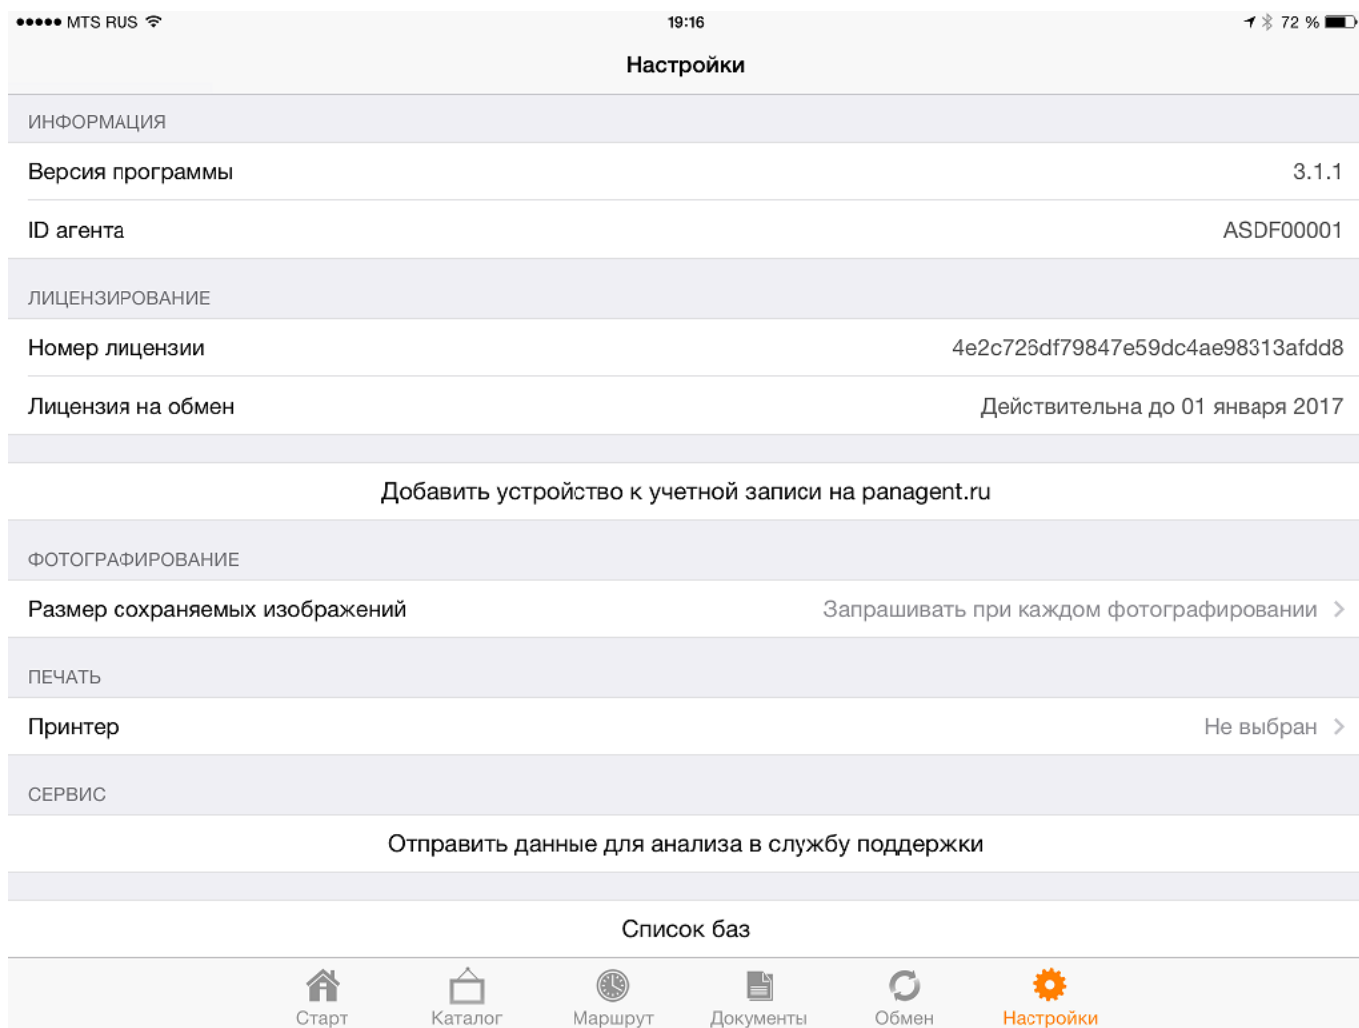 MTS RUS 19:16 72 %
Настройки
ИНФОРМАЦИЯ
Версия программы 3.1.1
ID агента ASDF00001
ЛИЦЕНЗИРОВАНИЕ
Номер лицензии 4e2c726df79847e59dc4ae98313afdd8
Лицензия на обмен Действительна до 01 января 2017
Добавить устройство к учетной записи на panagent.ru
ФОТОГРАФИРОВАНИЕ
Размер сохраняемых изображений Запрашивать при каждом фотографировании
ПЕЧАТЬ
Принтер Не выбран
СЕРВИС
Отправить данные для анализа в службу поддержки
Список баз
Старт Каталог Маршрут Документы Обмен Настройки